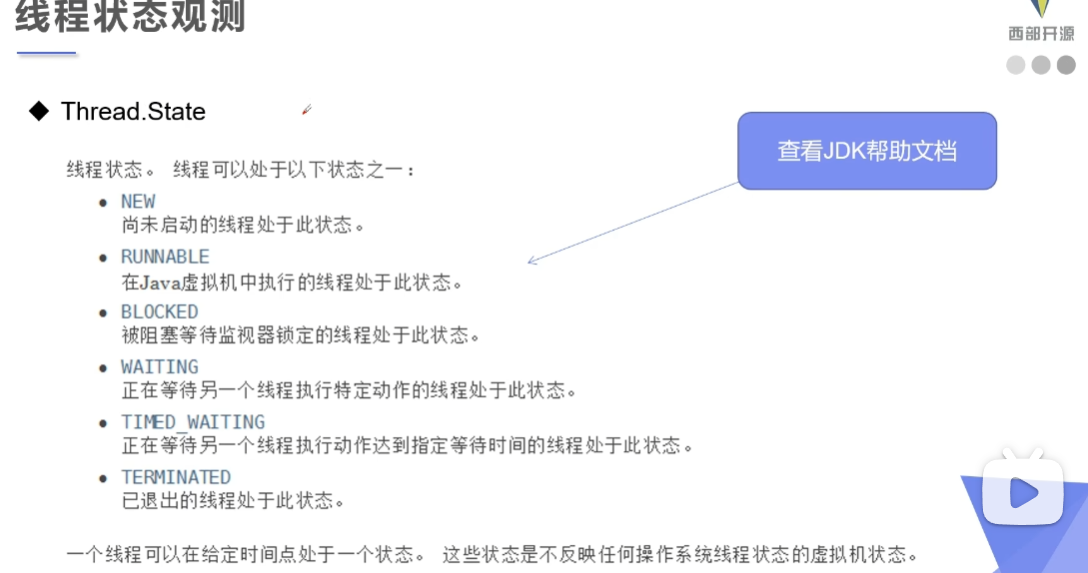 线程状态观测
西部开源
◆ Thread.State
查看JDK帮助文档
线程状态。 线程可以处于以下状态之一：
• NEW
尚未启动的线程处于此状态。
• RUNNABLE
在Java虚拟机中执行的线程处于此状态。
• BLOCKED
被阻塞等待监视器锁定的线程处于此状态。
• WAITING
正在等待另一个线程执行特定动作的线程处于此状态。
• TIMED_WAITING
正在等待另一个线程执行动作达到指定等待时间的线程处于此状态。
• TERMINATED
已退出的线程处于此状态。
一个线程可以在给定时间点处于一个状态。 这些状态是不反映任何操作系统线程状态的虚拟机状态。